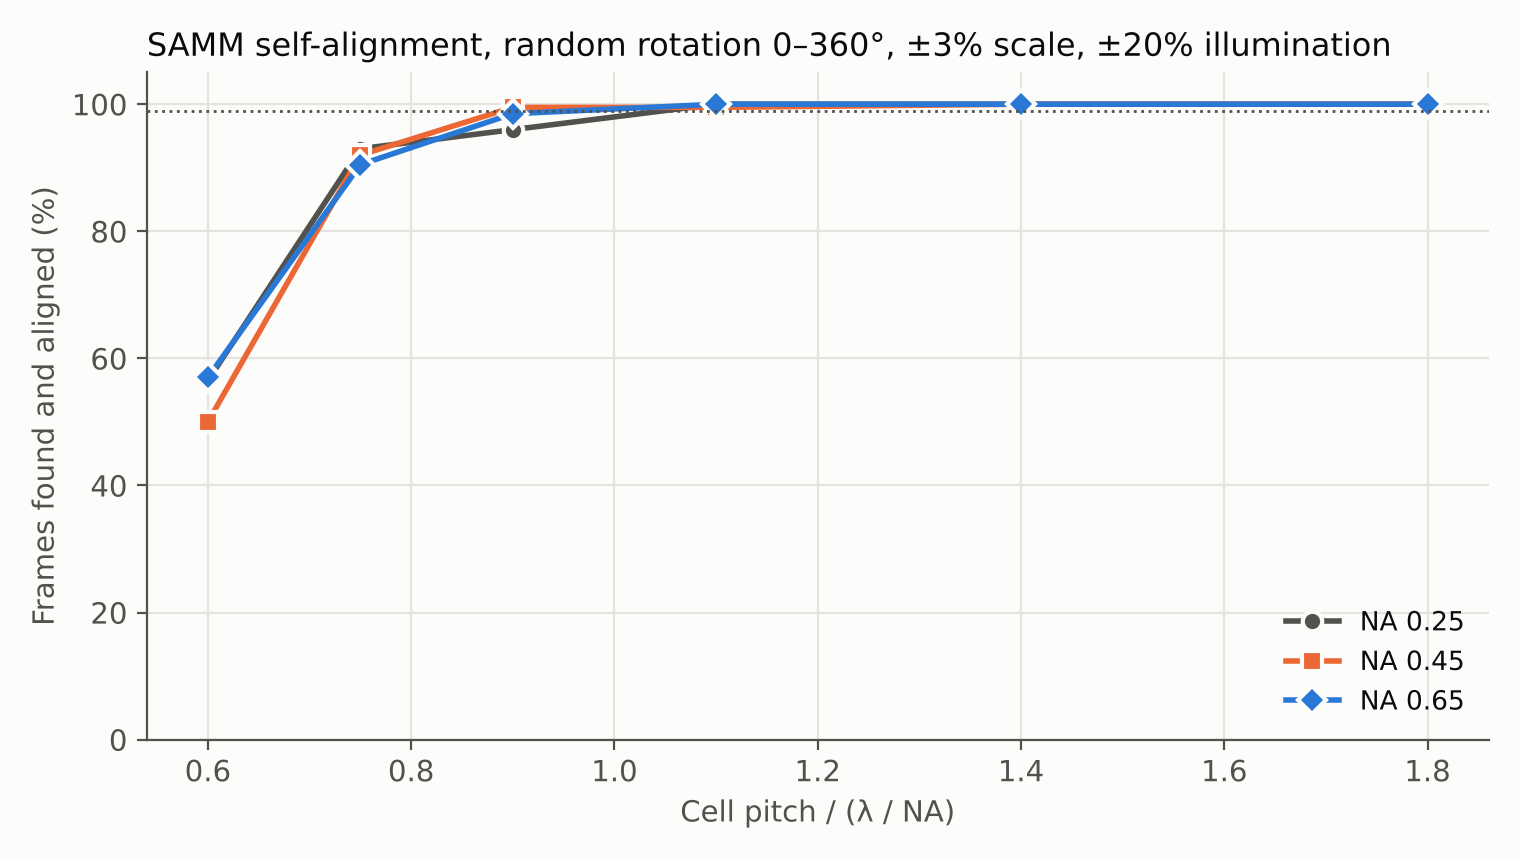 SAMM self-alignment, random rotation 0–360°, ±3% scale, ±20% illumination
Frames found and aligned (%)
100
80
60
40
20
0
0.6 0.8 1.0 1.2 1.4 1.6 1.8
Cell pitch / (λ / NA)
NA 0.25
NA 0.45
NA 0.65